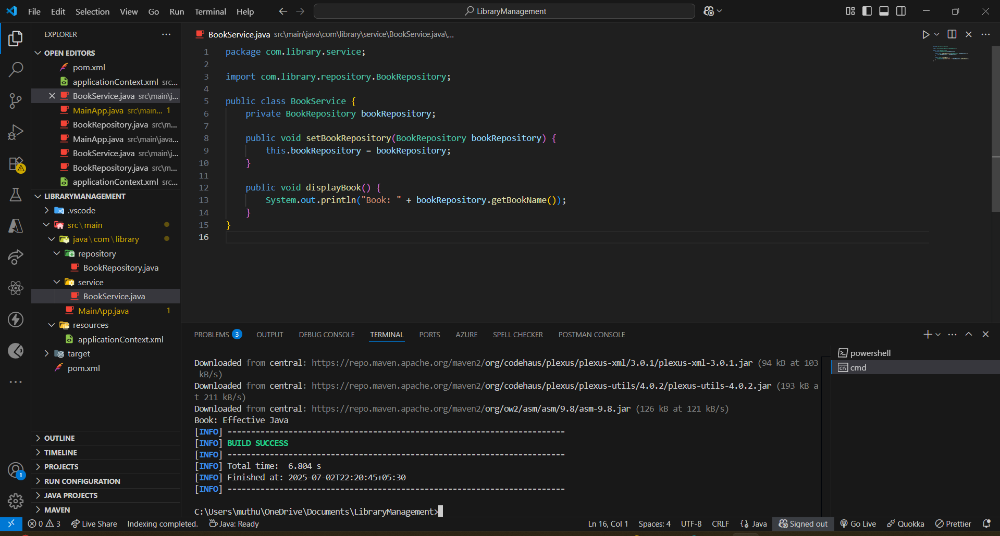 File Edit Selection View Go Run Terminal Help
LibraryManagement
EXPLORER
OPEN EDITORS
pom.xml
applicationContext.xml src...
BookService.java src\main\j...
MainApp.java src\main... 1
BookRepository.java src\m...
MainApp.java src\main\java...
BookService.java src\main\j...
BookRepository.java src\m...
applicationContext.xml src...
LIBRARYMANAGEMENT
.vscode
src\main
java\com\library
repository
BookRepository.java
service
BookService.java
MainApp.java 1
resources
applicationContext.xml
target
pom.xml
OUTLINE
TIMELINE
PROJECTS
RUN CONFIGURATION
JAVA PROJECTS
MAVEN
1
BookService.java src\main\java\com\library\service\BookService.java\...
1 package com.library.service;
2
3 import com.library.repository.BookRepository;
4
5 public class BookService {
6 private BookRepository bookRepository;
7
8 public void setBookRepository(BookRepository bookRepository) {
9 this.bookRepository = bookRepository;
10 }
11
12 public void displayBook() {
13 System.out.println("Book: " + bookRepository.getBookName());
14 }
15 }
16
PROBLEMS 3 OUTPUT DEBUG CONSOLE TERMINAL PORTS AZURE SPELL CHECKER POSTMAN CONSOLE
Downloaded from central: https://repo.maven.apache.org/maven2/org/codehaus/plexus/plexus-xml/3.0.1/plexus-xml-3.0.1.jar (94 kB at 103
kB/s)
Downloaded from central: https://repo.maven.apache.org/maven2/org/codehaus/plexus/plexus-utils/4.0.2/plexus-utils-4.0.2.jar (193 kB a
t 211 kB/s)
Downloaded from central: https://repo.maven.apache.org/maven2/org/ow2/asm/asm/9.8/asm-9.8.jar (126 kB at 121 kB/s)
Book: Effective Java
[INFO] ------------------------------------------------------------------------
[INFO] BUILD SUCCESS
[INFO] ------------------------------------------------------------------------
[INFO] Total time:  6.804 s
[INFO] Finished at: 2025-07-02T22:20:45+05:30
[INFO] ------------------------------------------------------------------------
C:\Users\muthu\OneDrive\Documents\LibraryManagement>
powershell
cmd
0 3 Live Share Indexing completed. Java: Ready
Ln 16, Col 1 Spaces: 4 UTF-8 CRLF {} Java Signed out Go Live Quokka Prettier